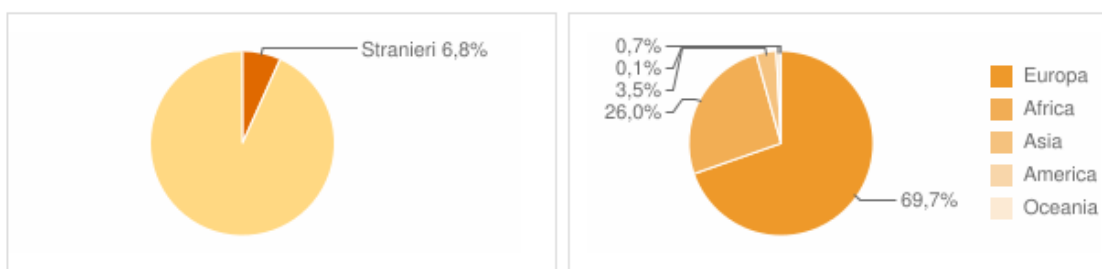 Stranieri 6,8%
0,7%
0,1%
3,5%
26,0%
69,7%
Europa
Africa
Asia
America
Oceania